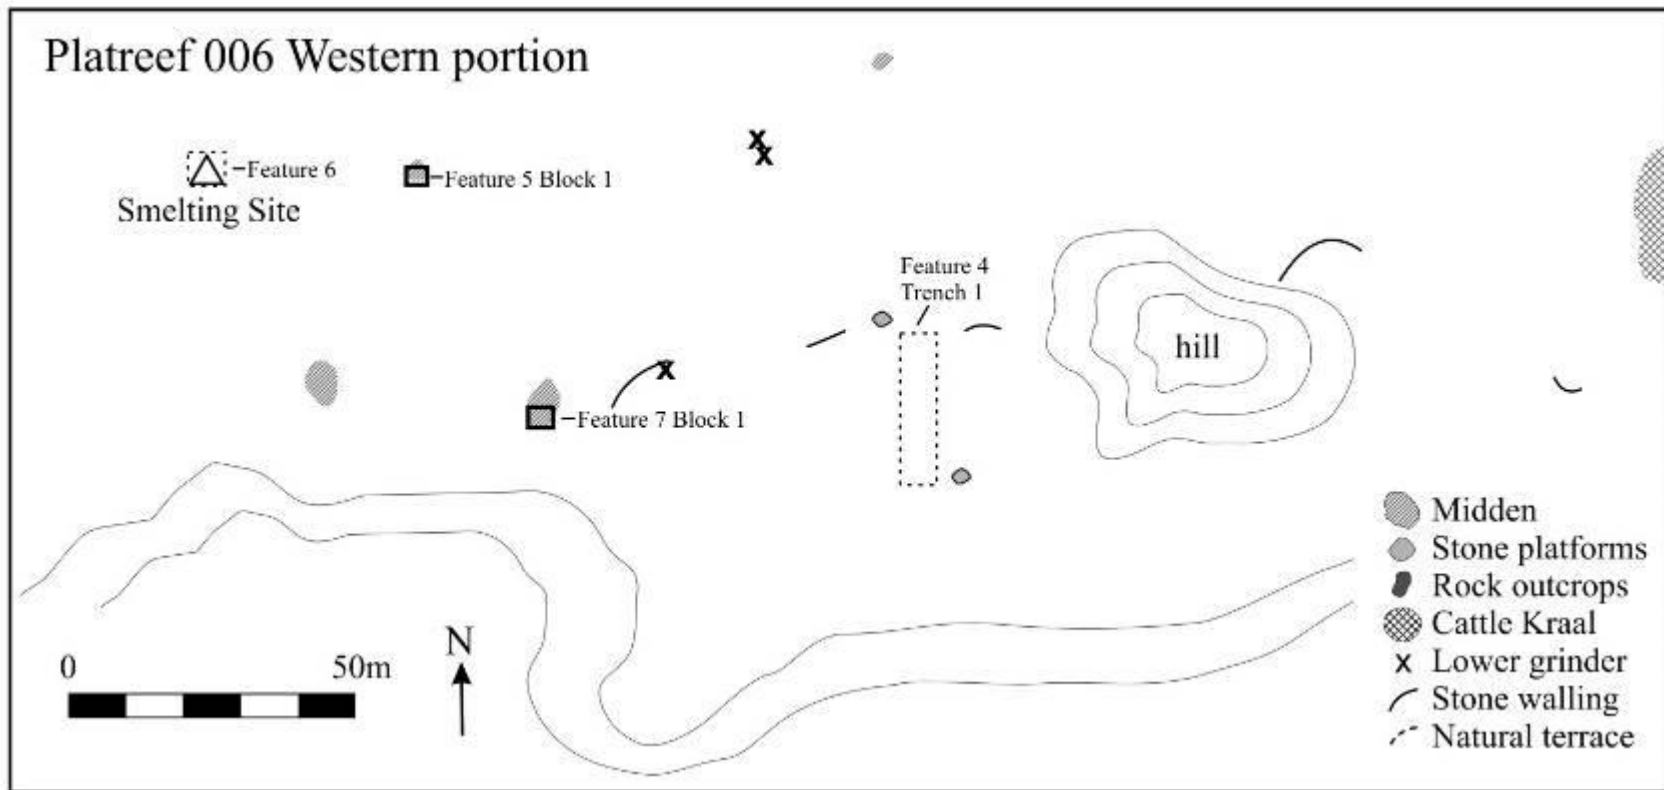 Platreef 006 Western portion
Feature 6
Smelting Site
Feature 5 Block 1
X
X
Feature 4
Trench 1
hill
X
Feature 7 Block 1
0 50m
N
Midden
Stone platforms
Rock outcrops
Cattle Kraal
x Lower grinder
Stone walling
Natural terrace